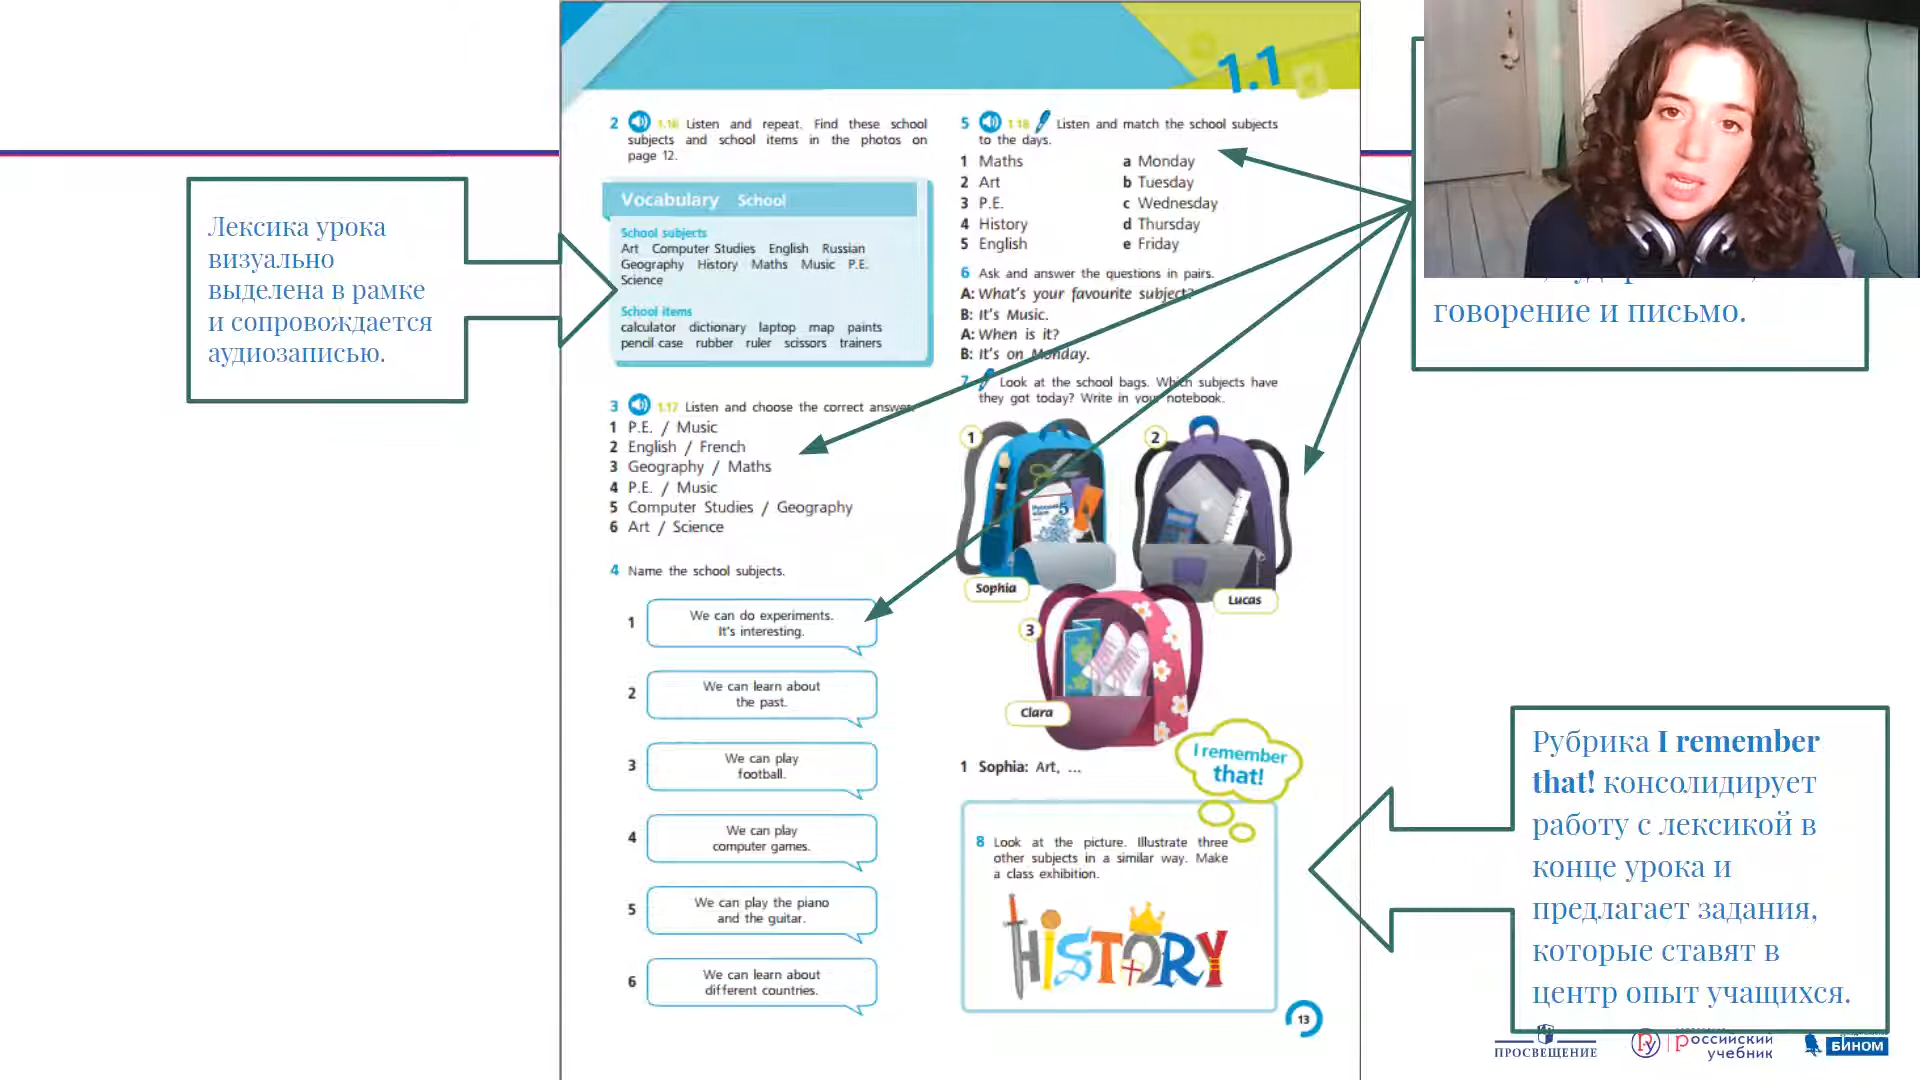 1.1
Лексика урока
визуально
выделена в рамке
и сопровождается
аудиозаписью.
2 1.16 Listen and repeat. Find these school
subjects and school items in the photos on
page 12.
Vocabulary School
School subjects
Art Computer Studies English Russian
Geography History Maths Music P.E.
Science
School items
calculator dictionary laptop map paints
pencil case rubber ruler scissors trainers
3 1.17 Listen and choose the correct answer.
1 P.E. / Music
2 English / French
3 Geography / Maths
4 P.E. / Music
5 Computer Studies / Geography
6 Art / Science
4 Name the school subjects.
1 We can do experiments.
It's interesting.
2 We can learn about
the past.
3 We can play
football.
4 We can play
computer games.
5 We can play the piano
and the guitar.
6 We can learn about
different countries.
5 1.18 Listen and match the school subjects
to the days.
1 Maths a Monday
2 Art b Tuesday
3 P.E. c Wednesday
4 History d Thursday
5 English e Friday
6 Ask and answer the questions in pairs.
A: What's your favourite subject?
B: It's Music.
A: When is it?
B: It's on Monday.
7 Look at the school bags. Which subjects have
they got today? Write in your notebook.
1
2
Sophia
Lucas
3
Clara
1 Sophia: Art, ...
I remember
that!
8 Look at the picture. Illustrate three
other subjects in a similar way. Make
a class exhibition.
HISTORY
13
говорение и письмо.
Рубрика I remember
that! консолидирует
работу с лексикой в
конце урока и
предлагает задания,
которые ставят в
центр опыт учащихся.
ПРОСВЕЩЕНИЕ
российский
учебник
БИНОМ